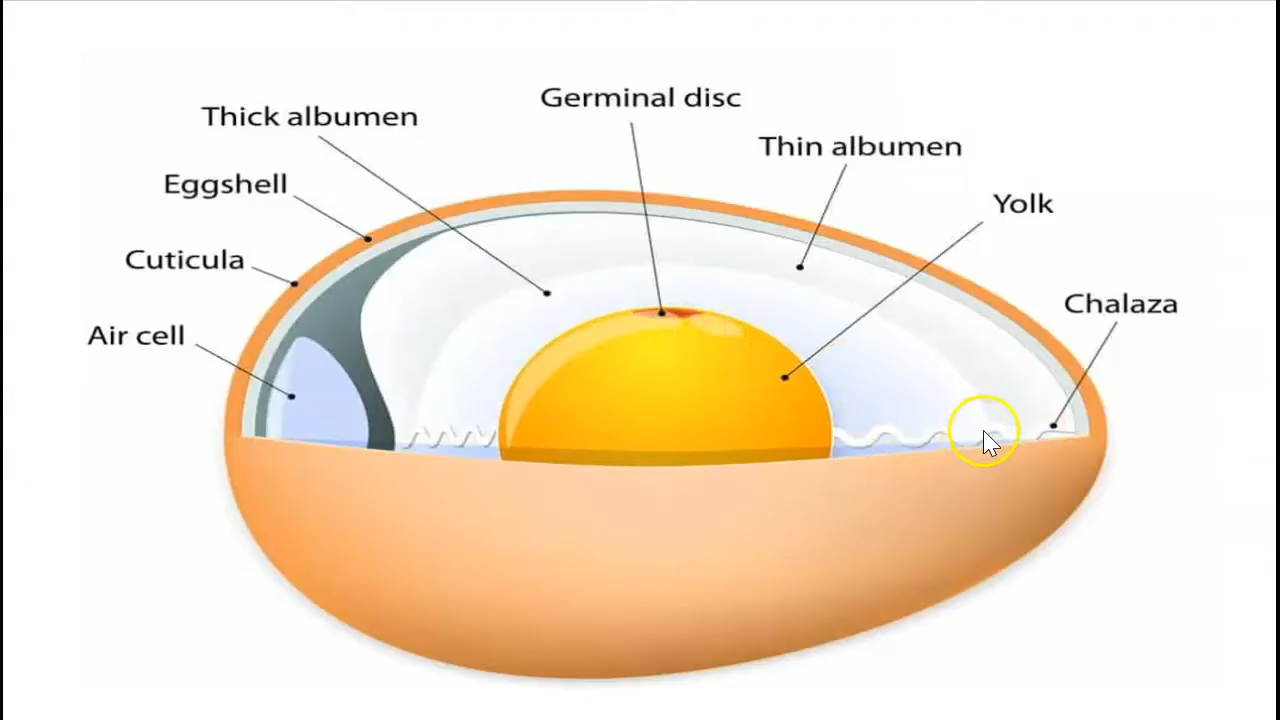 Germinal disc
Thick albumen
Thin albumen
Eggshell
Yolk
Cuticula
Chalaza
Air cell